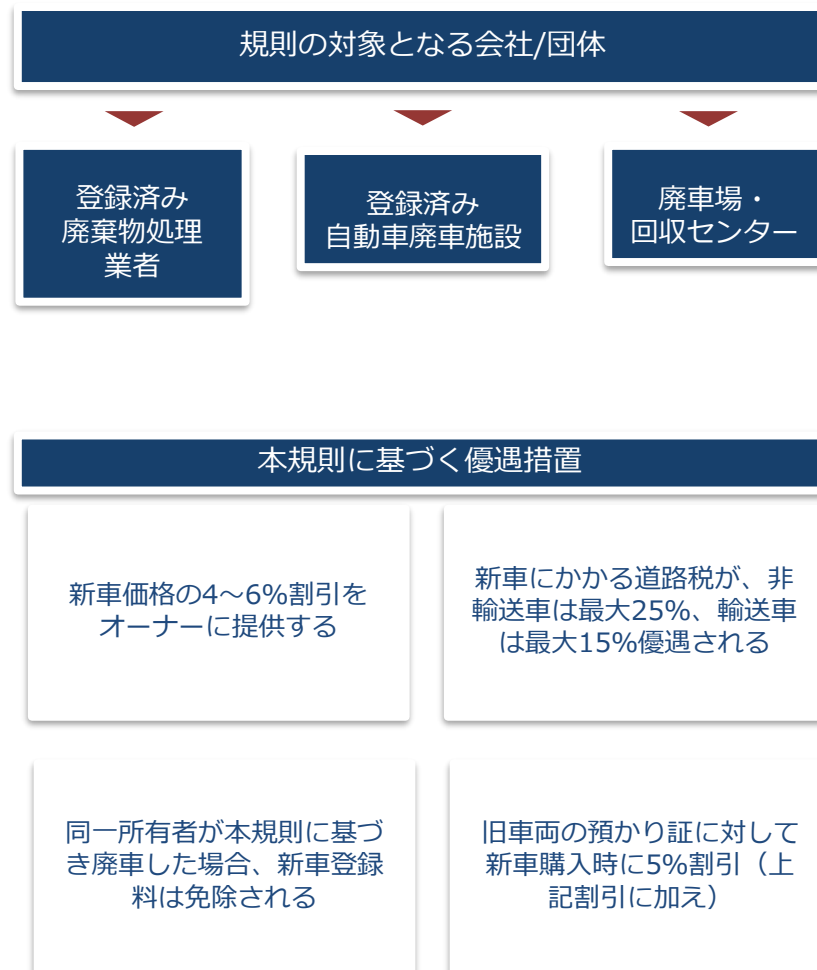 規則の対象となる会社/団体
登録済み
廃棄物処理
業者
登録済み
自動車廃車施設
廃車場・
回収センター
本規則に基づく優遇措置
新車価格の4～6%割引を
オーナーに提供する
新車にかかる道路税が、非
輸送車は最大25%、輸送車
は最大15%優遇される
同一所有者が本規則に基づ
き廃車した場合、新車登録
料は免除される
旧車両の預かり証に対して
新車購入時に5%割引（上
記割引に加え）